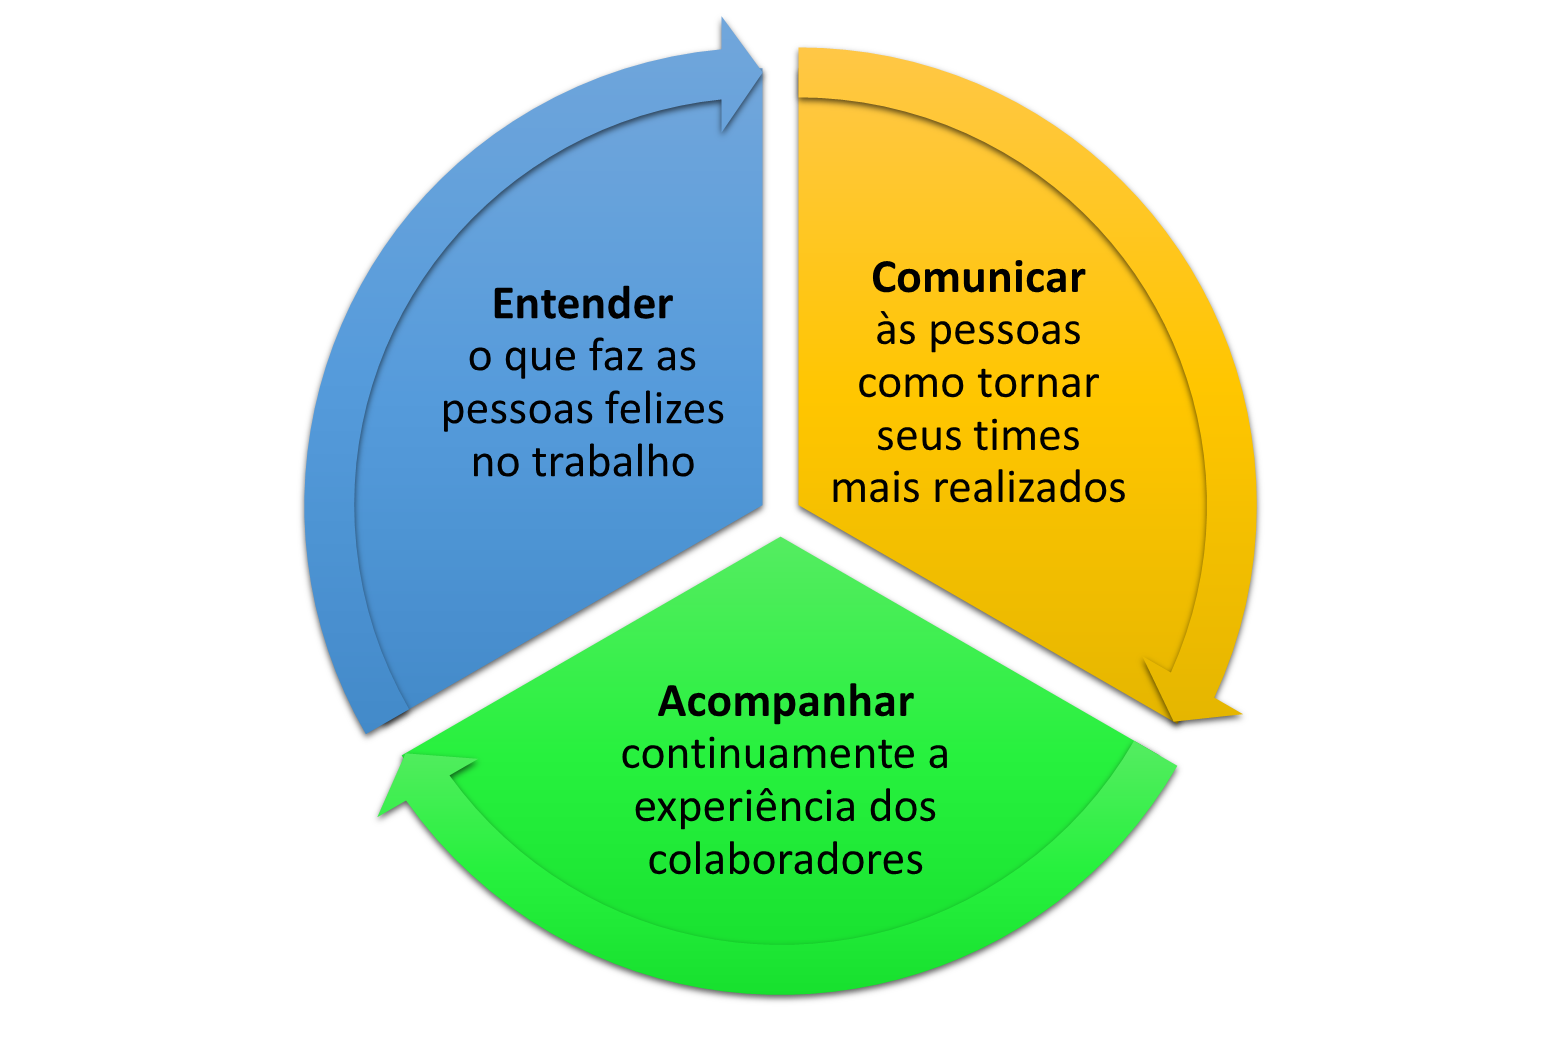 Entender
o que faz as
pessoas felizes
no trabalho
Comunicar
às pessoas
como tornar
seus times
mais realizados
Acompanhar
continuamente a
experiência dos
colaboradores